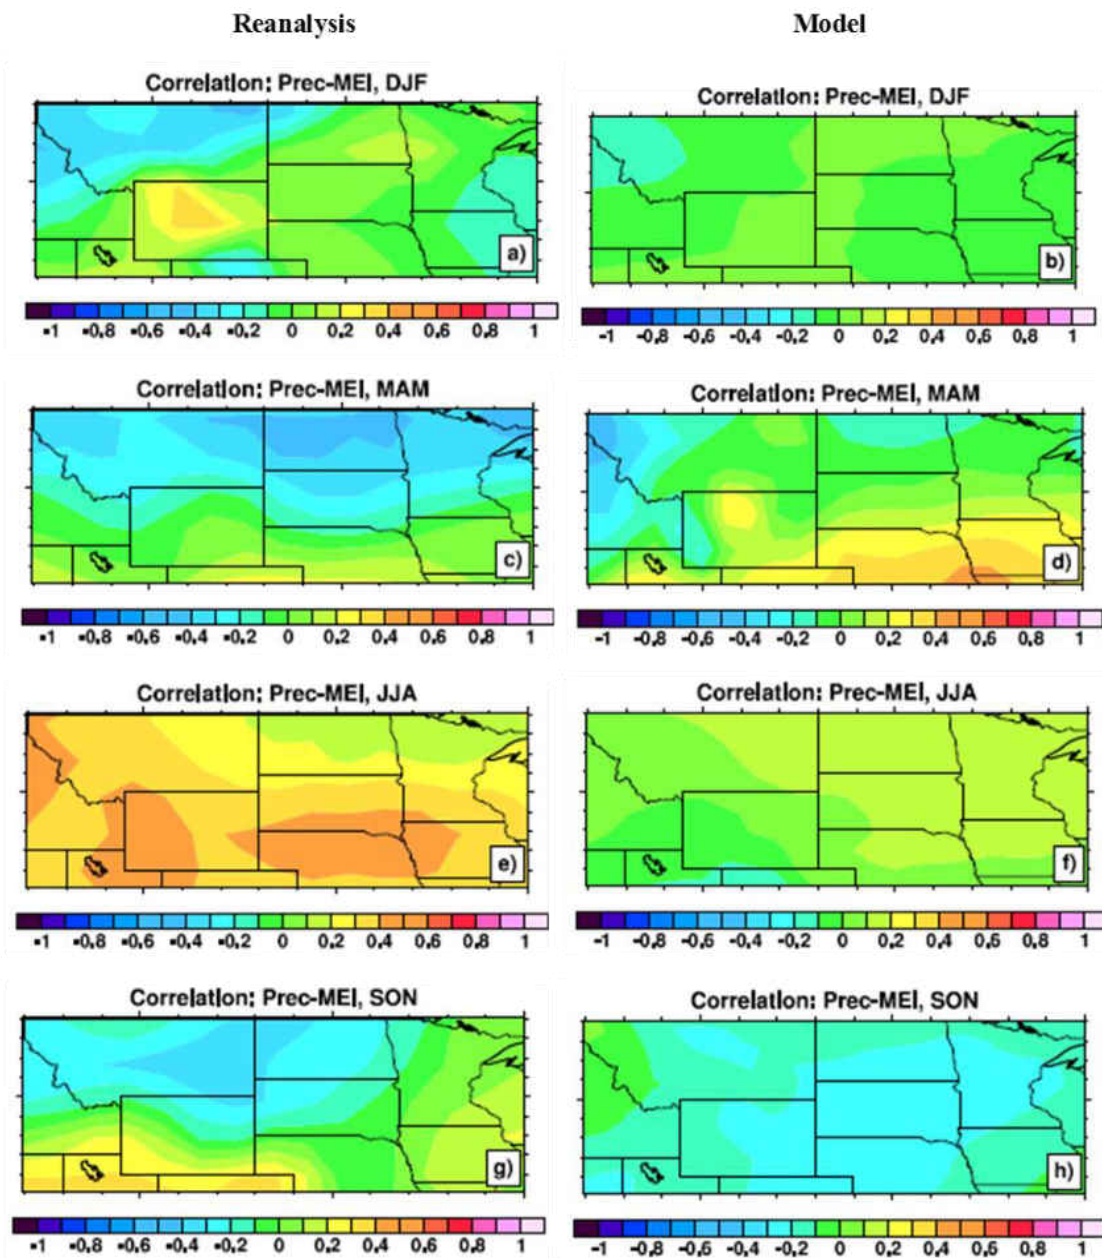 Reanalysis Model
Correlation: Prec-MEI, DJF
a)
-1 -0.8 -0.6 -0.4 -0.2 0 0.2 0.4 0.6 0.8 1
Correlation: Prec-MEI, DJF
b)
-1 -0.8 -0.6 -0.4 -0.2 0 0.2 0.4 0.6 0.8 1
Correlation: Prec-MEI, MAM
c)
-1 -0.8 -0.6 -0.4 -0.2 0 0.2 0.4 0.6 0.8 1
Correlation: Prec-MEI, MAM
d)
-1 -0.8 -0.6 -0.4 -0.2 0 0.2 0.4 0.6 0.8 1
Correlation: Prec-MEI, JJA
e)
-1 -0.8 -0.6 -0.4 -0.2 0 0.2 0.4 0.6 0.8 1
Correlation: Prec-MEI, JJA
f)
-1 -0.8 -0.6 -0.4 -0.2 0 0.2 0.4 0.6 0.8 1
Correlation: Prec-MEI, SON
g)
-1 -0.8 -0.6 -0.4 -0.2 0 0.2 0.4 0.6 0.8 1
Correlation: Prec-MEI, SON
h)
-1 -0.8 -0.6 -0.4 -0.2 0 0.2 0.4 0.6 0.8 1